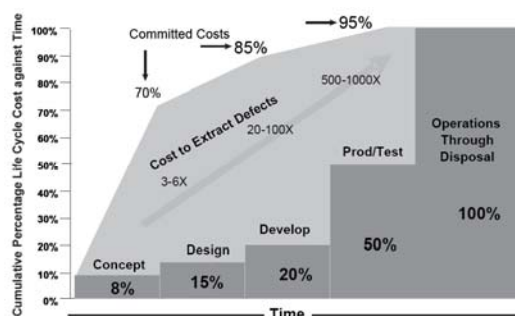 Cumulative Percentage Life Cycle Cost against Time
100%
90%
80%
70%
60%
50%
40%
30%
20%
10%
0%
Committed Costs
70%
85%
95%
Cost to Extract Defects
3-6X
20-100X
500-1000X
Concept
8%
Design
15%
Develop
20%
Prod/Test
50%
Operations
Through
Disposal
100%
Time